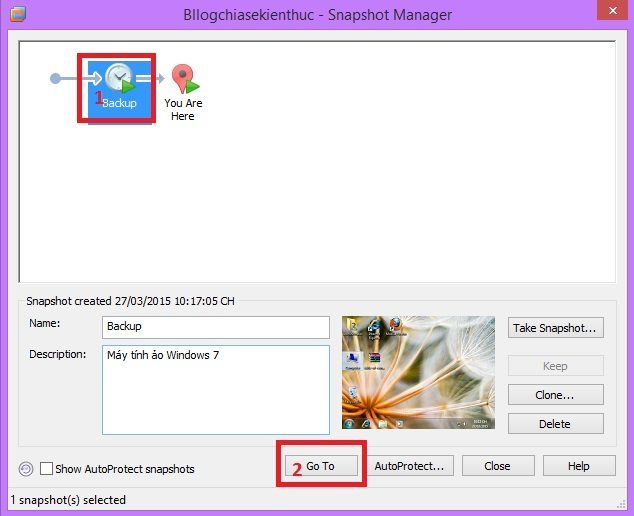 Bllogchiasekienthuc - Snapshot Manager
1
Backup
You Are
Here
Snapshot created 27/03/2015 10:17:05 CH
Name:
Backup
Description:
Máy tính ảo Windows 7
Take Snapshot...
Keep
Clone...
Delete
Show AutoProtect snapshots
2
Go To
AutoProtect...
Close
Help
1 snapshot(s) selected